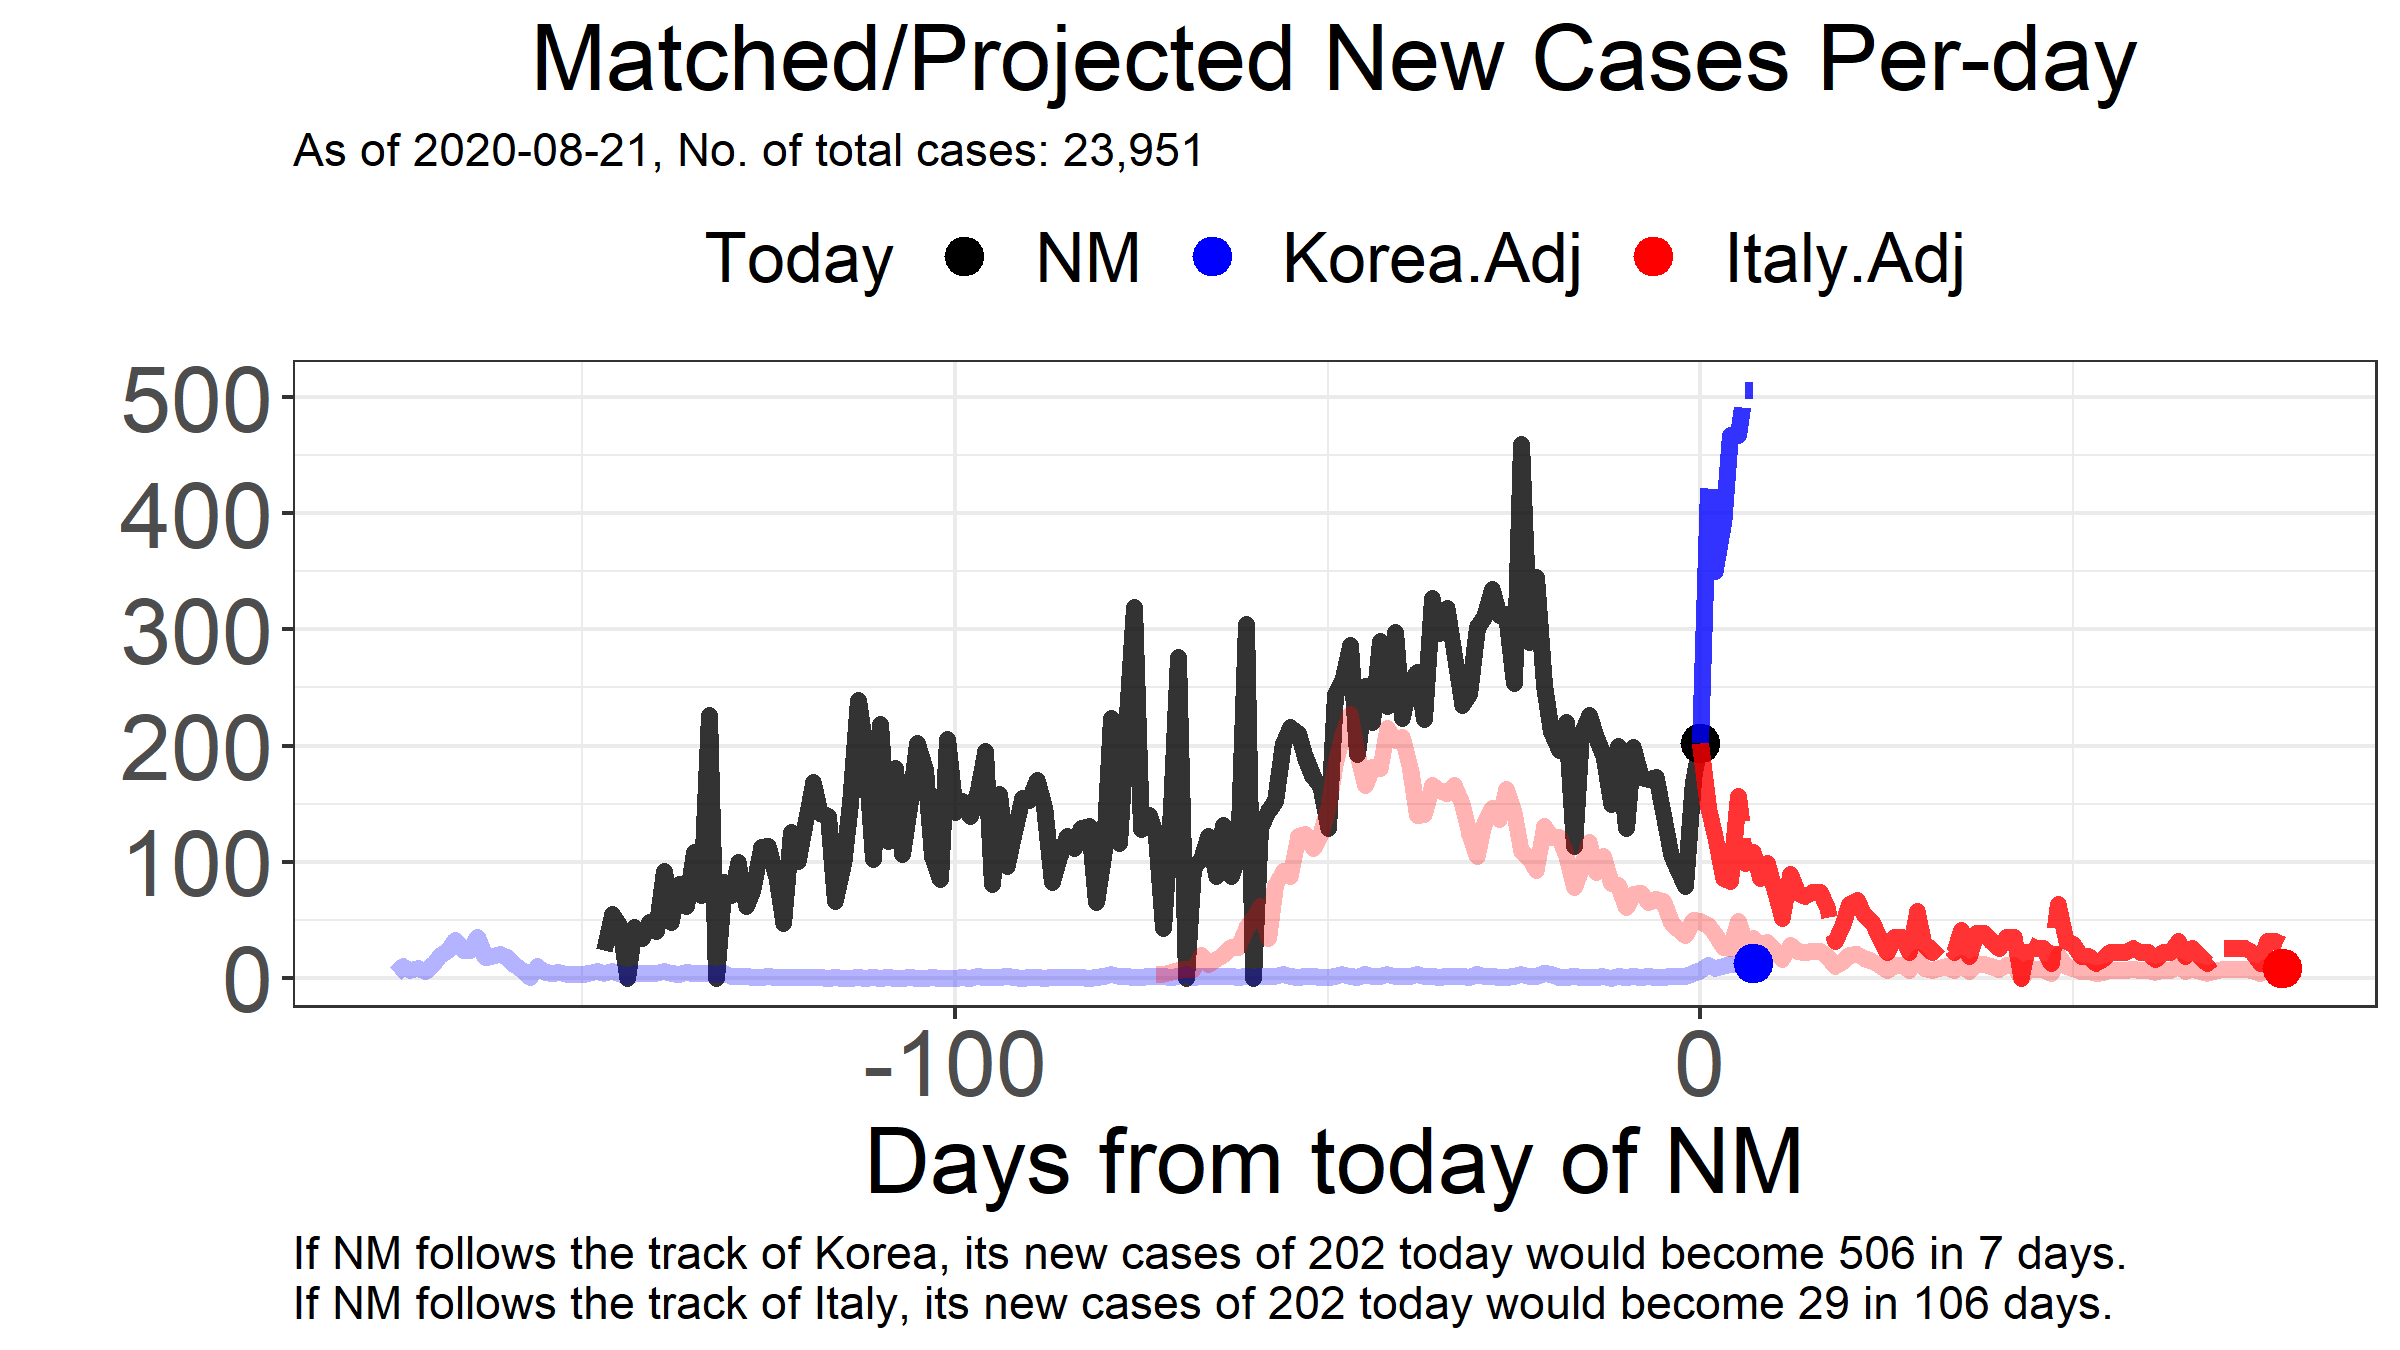 Matched/Projected New Cases Per-day
As of 2020-08-21, No. of total cases: 23,951
Today NM Korea.Adj Italy.Adj
500
400
300
200
100
0
-100 0
Days from today of NM
If NM follows the track of Korea, its new cases of 202 today would become 506 in 7 days.
If NM follows the track of Italy, its new cases of 202 today would become 29 in 106 days.